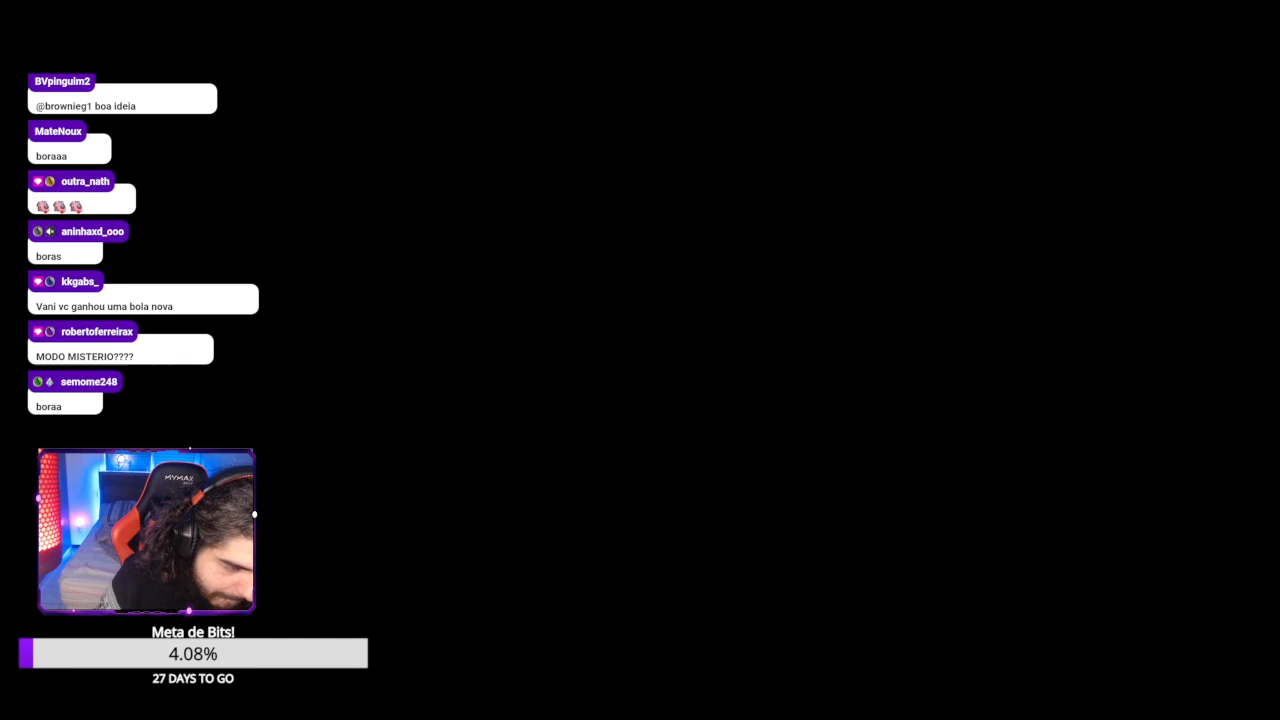 BVpinguim2
@brownieg1 boa ideia
MateNoux
boraaa
outra_nath
aninhaxd_ooo
boras
kkgabs_
Vani vc ganhou uma bola nova
robertoferreirax
MODO MISTERIO????
semome248
boraa
MYMAX
Meta de Bits!
4.08%
27 DAYS TO GO